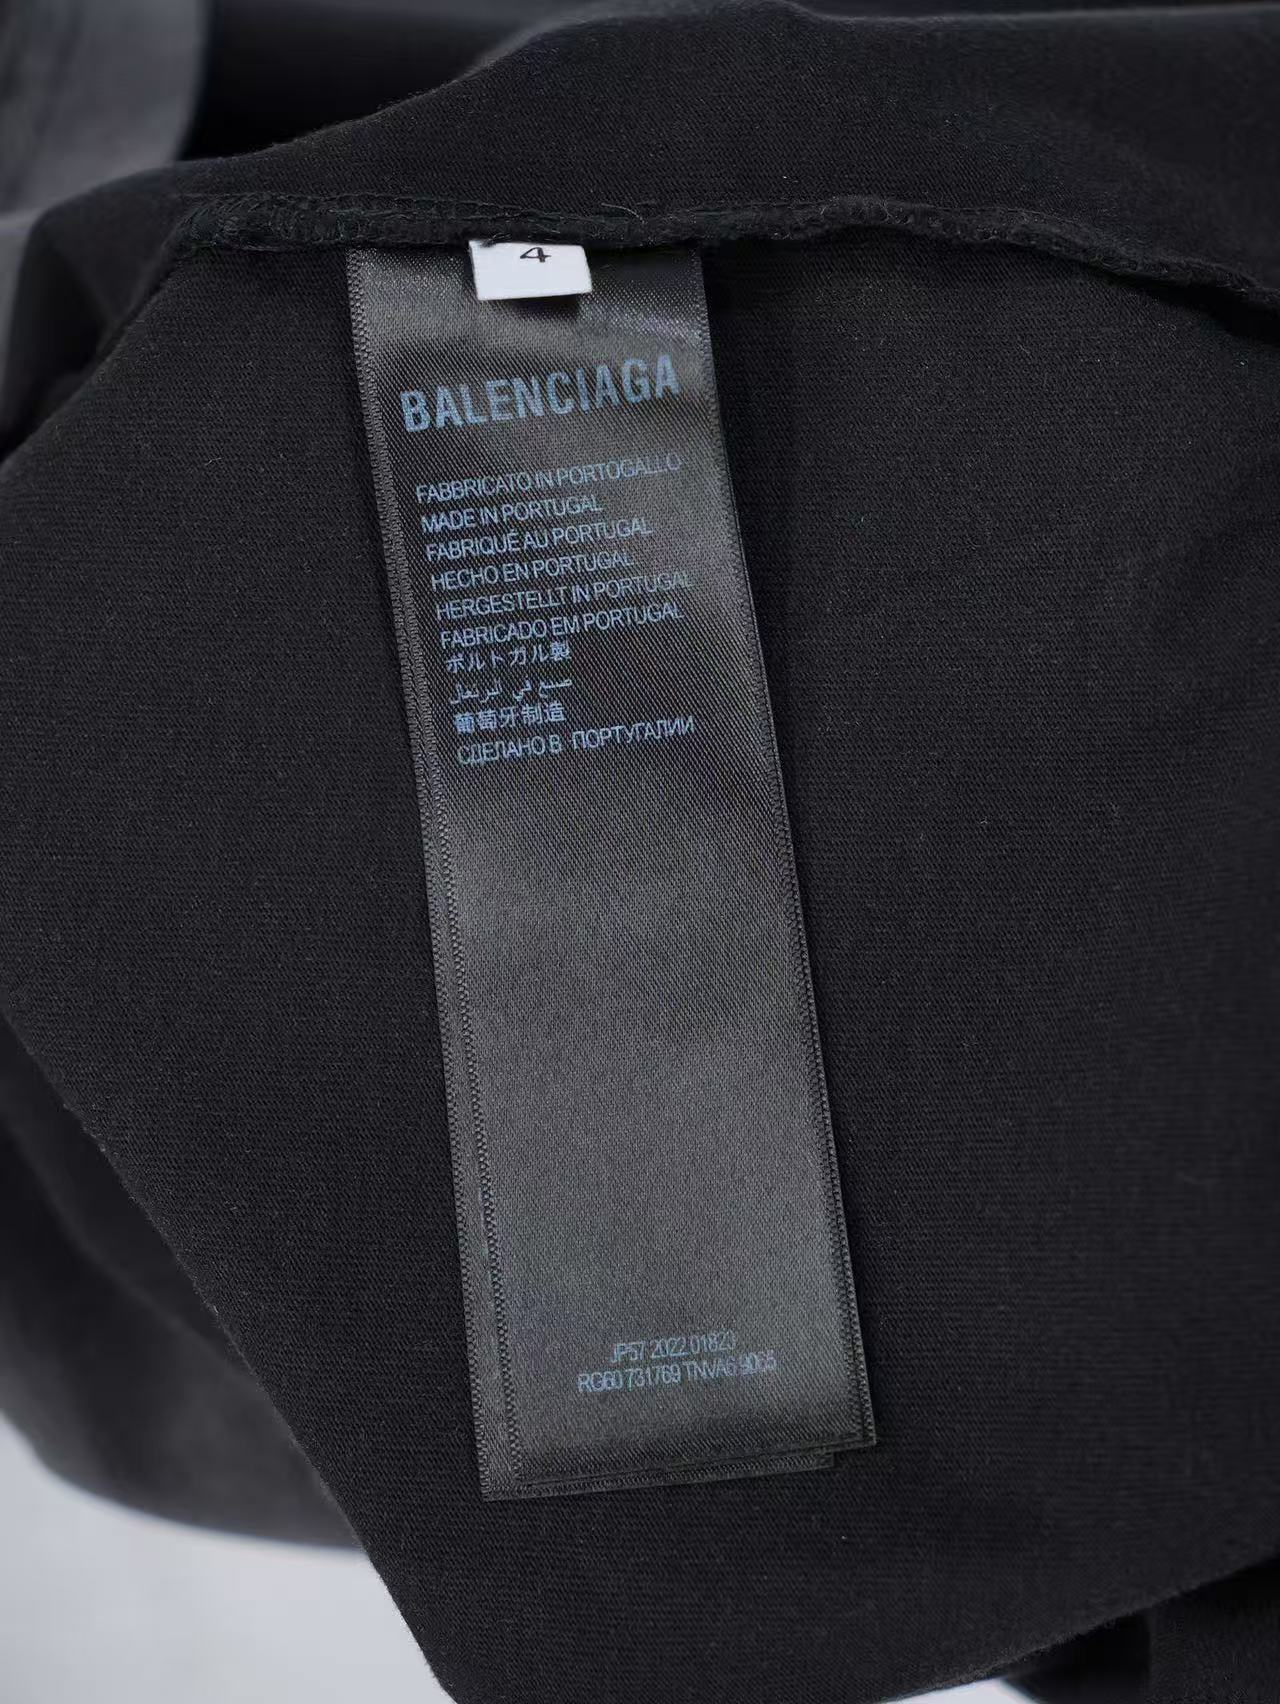 4
BALENCIAGA
FABBRICATO IN PORTOGALLO
MADE IN PORTUGAL
FABRIQUÉ AU PORTUGAL
HECHO EN PORTUGAL
HERGESTELLT IN PORTUGAL
FABRICADO EM PORTUGAL
ポルトガル製
صنع في البرتغال
葡萄牙制造
СДЕЛАНО В ПОРТУГАЛИИ
JP57 2022 01820
RG60 731769 TNVA6 9065